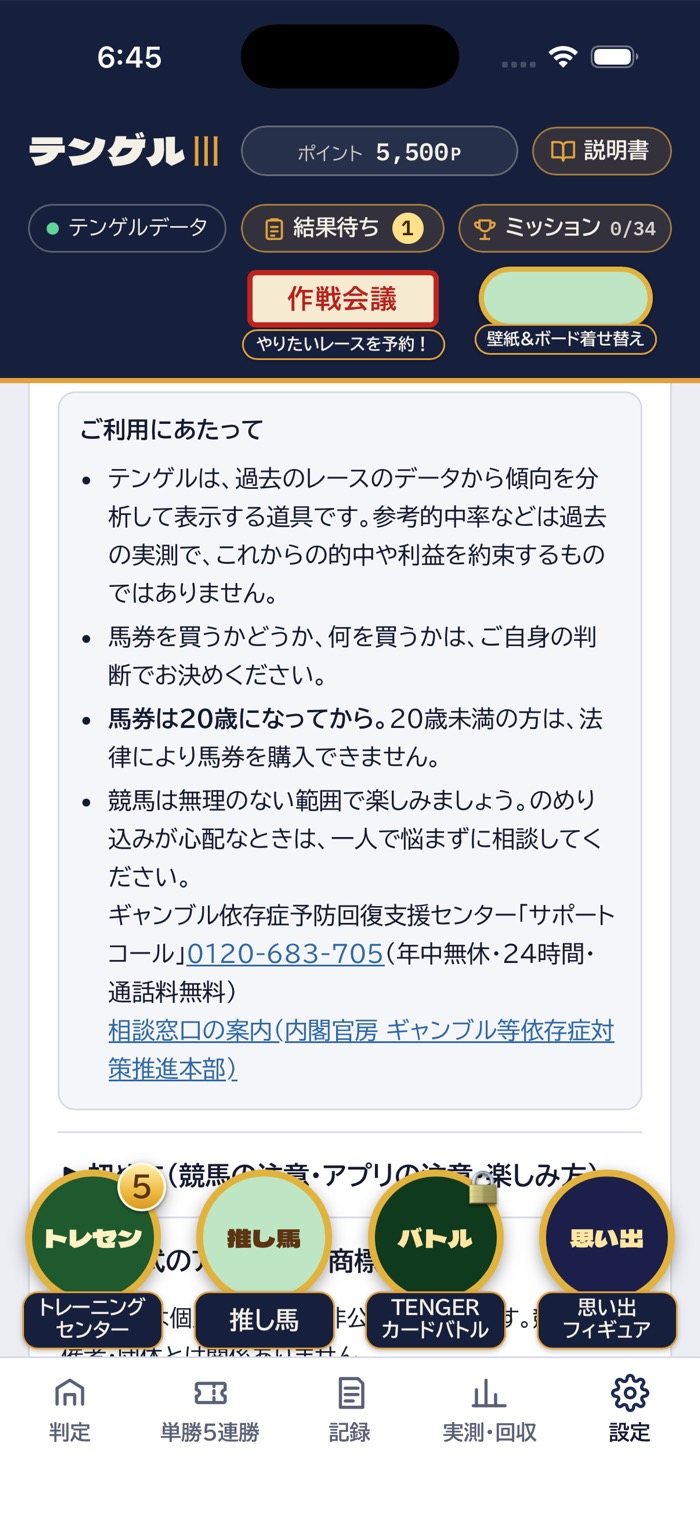 6:45
テンゲル
ポイント 5,500P
説明書
テンゲルデータ
結果待ち 1
ミッション 0/34
作戦会議
やりたいレースを予約！
壁紙&ボード着せ替え
ご利用にあたって
• テンゲルは、過去のレースのデータから傾向を分
析して表示する道具です。参考的中率などは過去
の実測で、これからの的中や利益を約束するもの
ではありません。
• 馬券を買うかどうか、何を買うかは、ご自身の判
断でお決めください。
• 馬券は20歳になってから。20歳未満の方は、法
律により馬券を購入できません。
• 競馬は無理のない範囲で楽しみましょう。のめり
込みが心配なときは、一人で悩まずに相談してく
ださい。
ギャンブル依存症予防回復支援センター「サポート
コール」0120-683-705(年中無休・24時間・
通話料無料)
相談窓口の案内(内閣官房 ギャンブル等依存症対
策推進本部)
(競馬の注意・アプリの注意・楽しみ方)
5
トレセン
推し馬
バトル
思い出
トレーニング
センター
推し馬
TENGER
カードバトル
思い出
フィギュア
判定
単勝5連勝
記録
実測・回収
設定